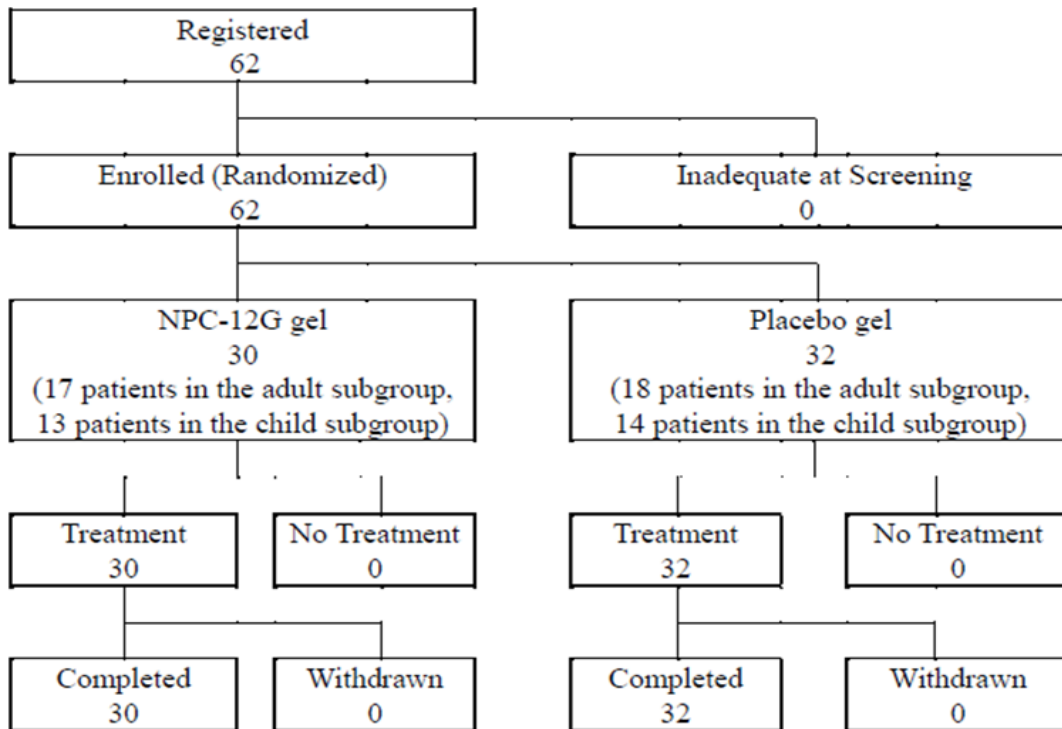 Registered
62
Enrolled (Randomized)
62
Inadequate at Screening
0
NPC-12G gel
30
(17 patients in the adult subgroup,
13 patients in the child subgroup)
Placebo gel
32
(18 patients in the adult subgroup,
14 patients in the child subgroup)
Treatment
30
No Treatment
0
Treatment
32
No Treatment
0
Completed
30
Withdrawn
0
Completed
32
Withdrawn
0